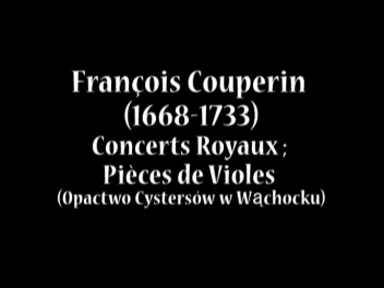 François Couperin
(1668-1733)
Concerts Royaux;
Pièces de Violes
(Opactwo Cystersów w Wąchocku)